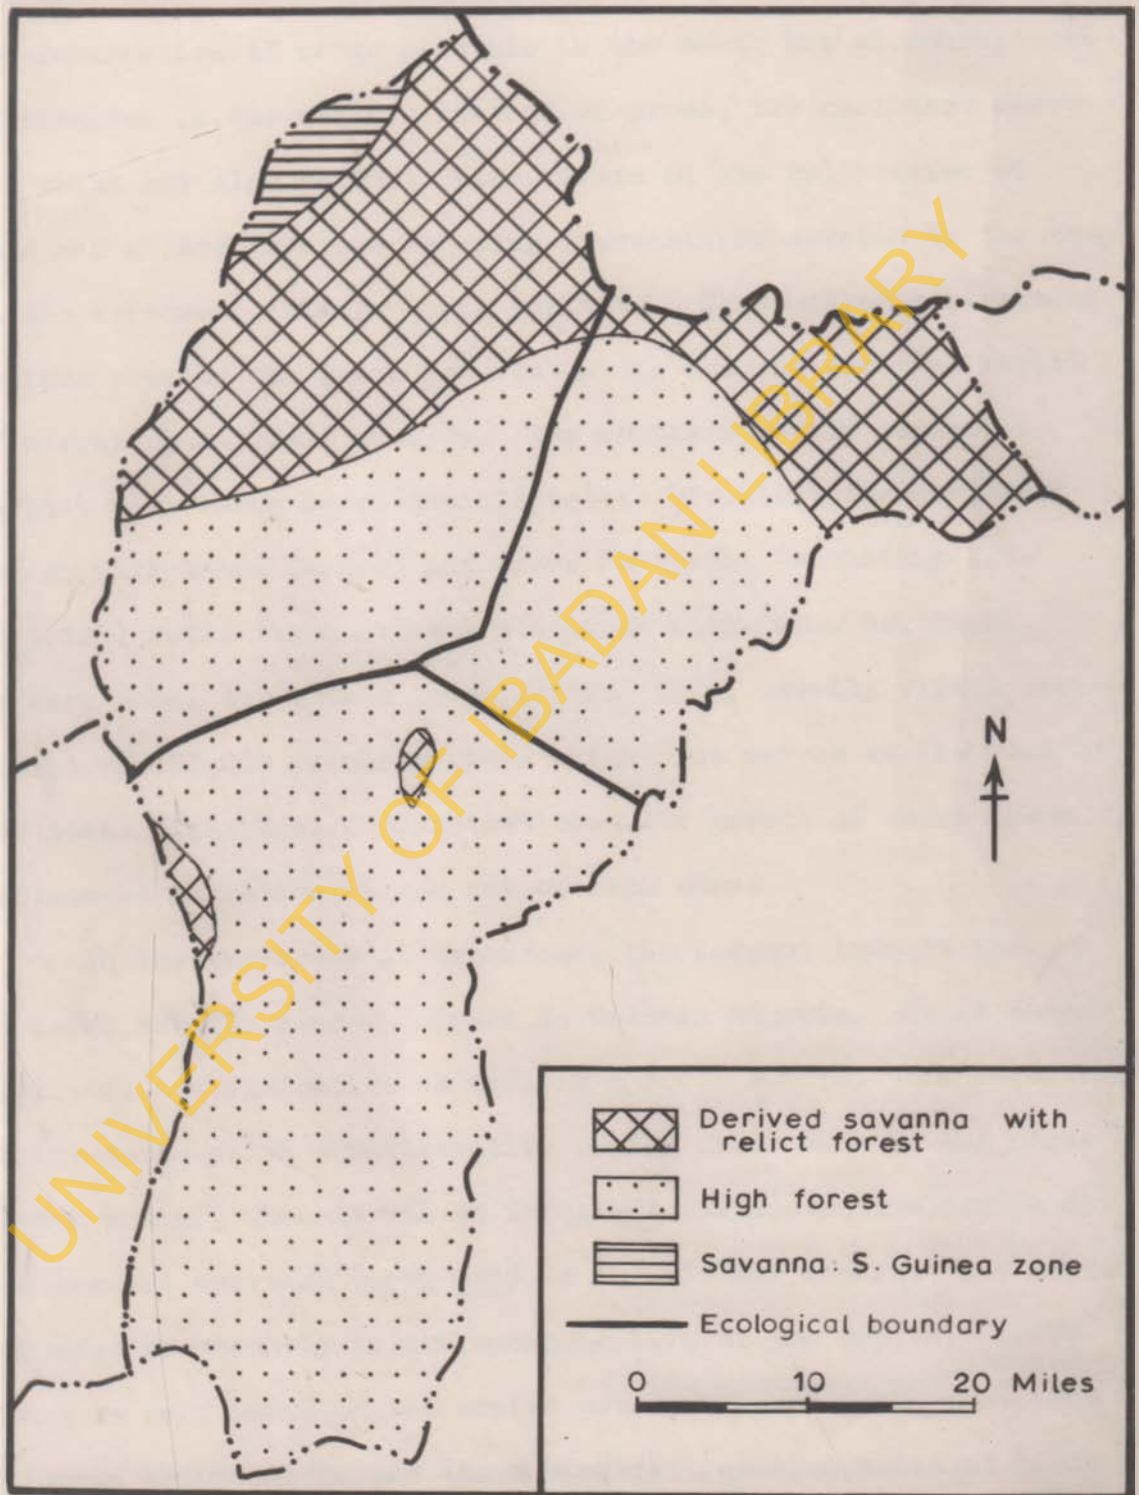 N
UNIVERSITY OF IBADAN LIBRARY
Derived savanna with
relict forest
High forest
Savanna. S. Guinea zone
Ecological boundary
0 10 20 Miles